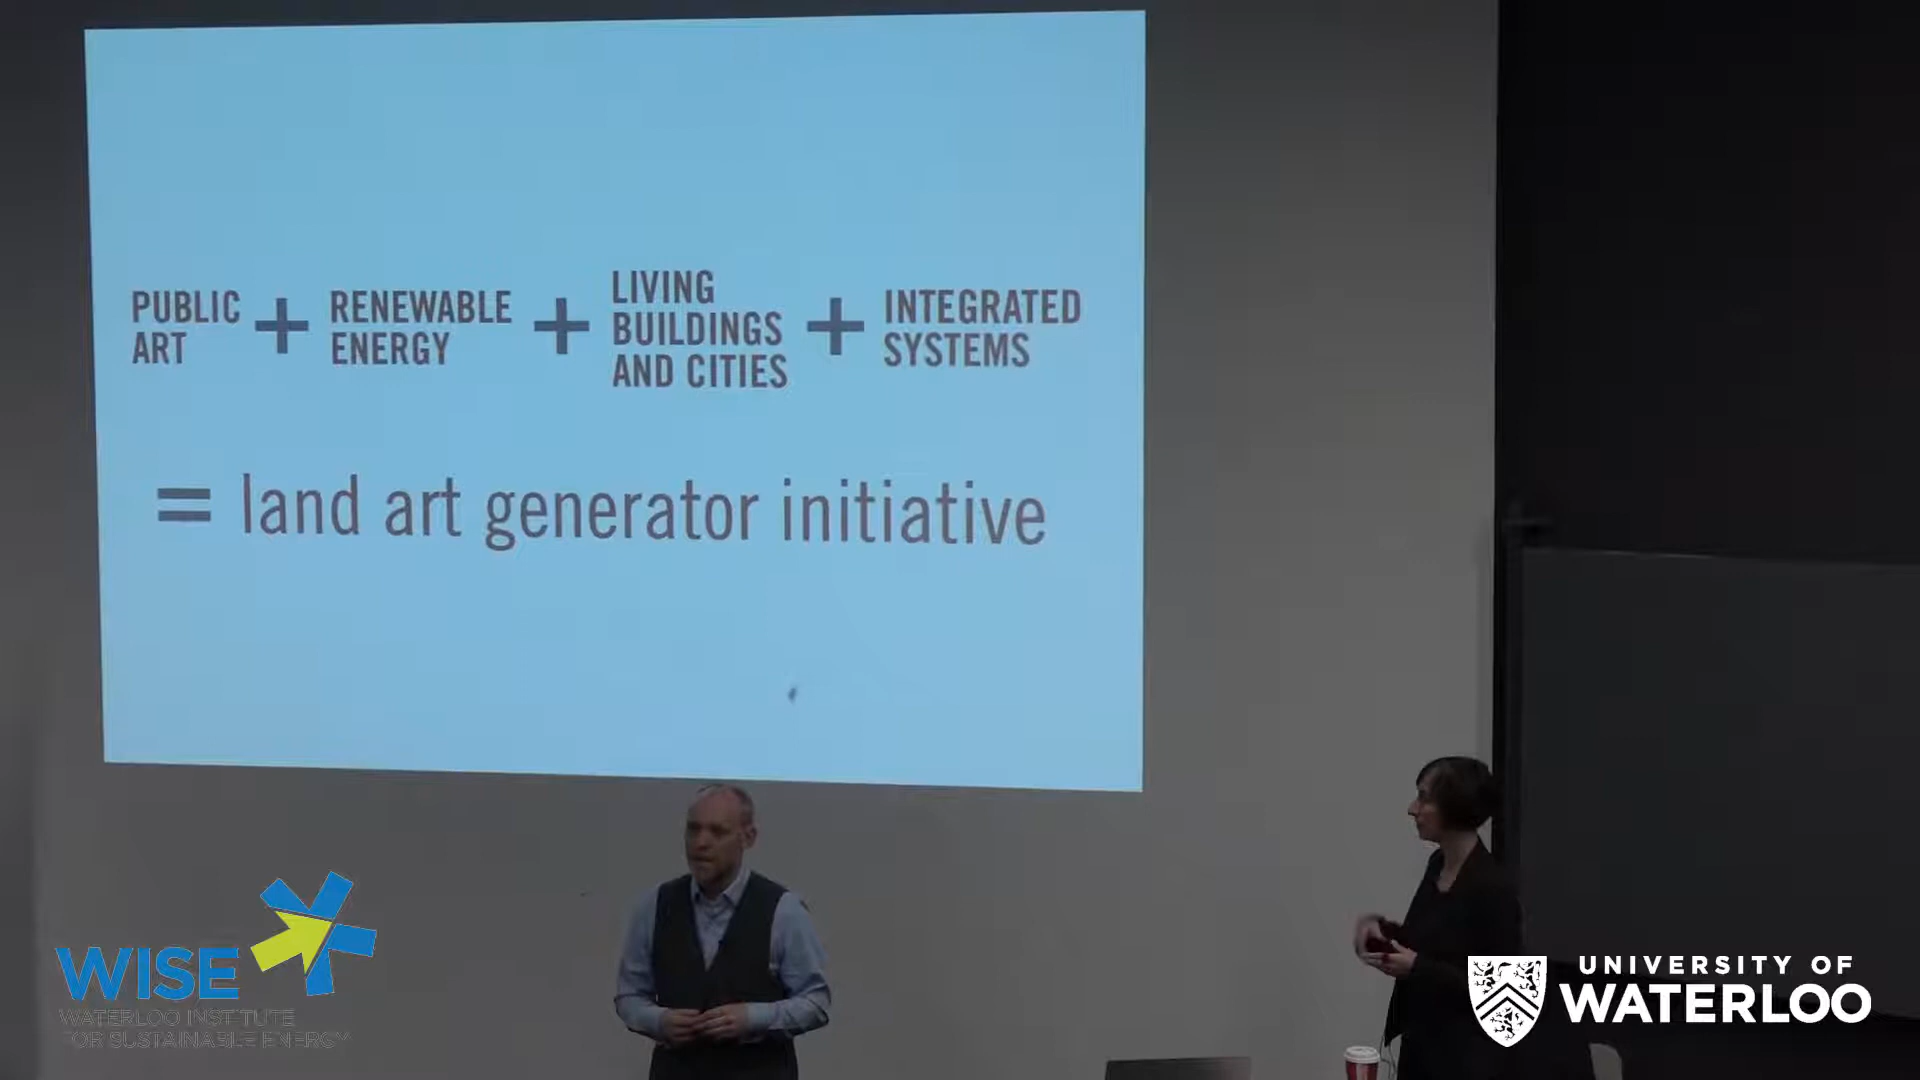 PUBLIC
ART
+
RENEWABLE
ENERGY
+
LIVING
BUILDINGS
AND CITIES
+
INTEGRATED
SYSTEMS
= land art generator initiative
WISE
WATERLOO INSTITUTE
FOR SUSTAINABLE ENERGY
UNIVERSITY OF
WATERLOO